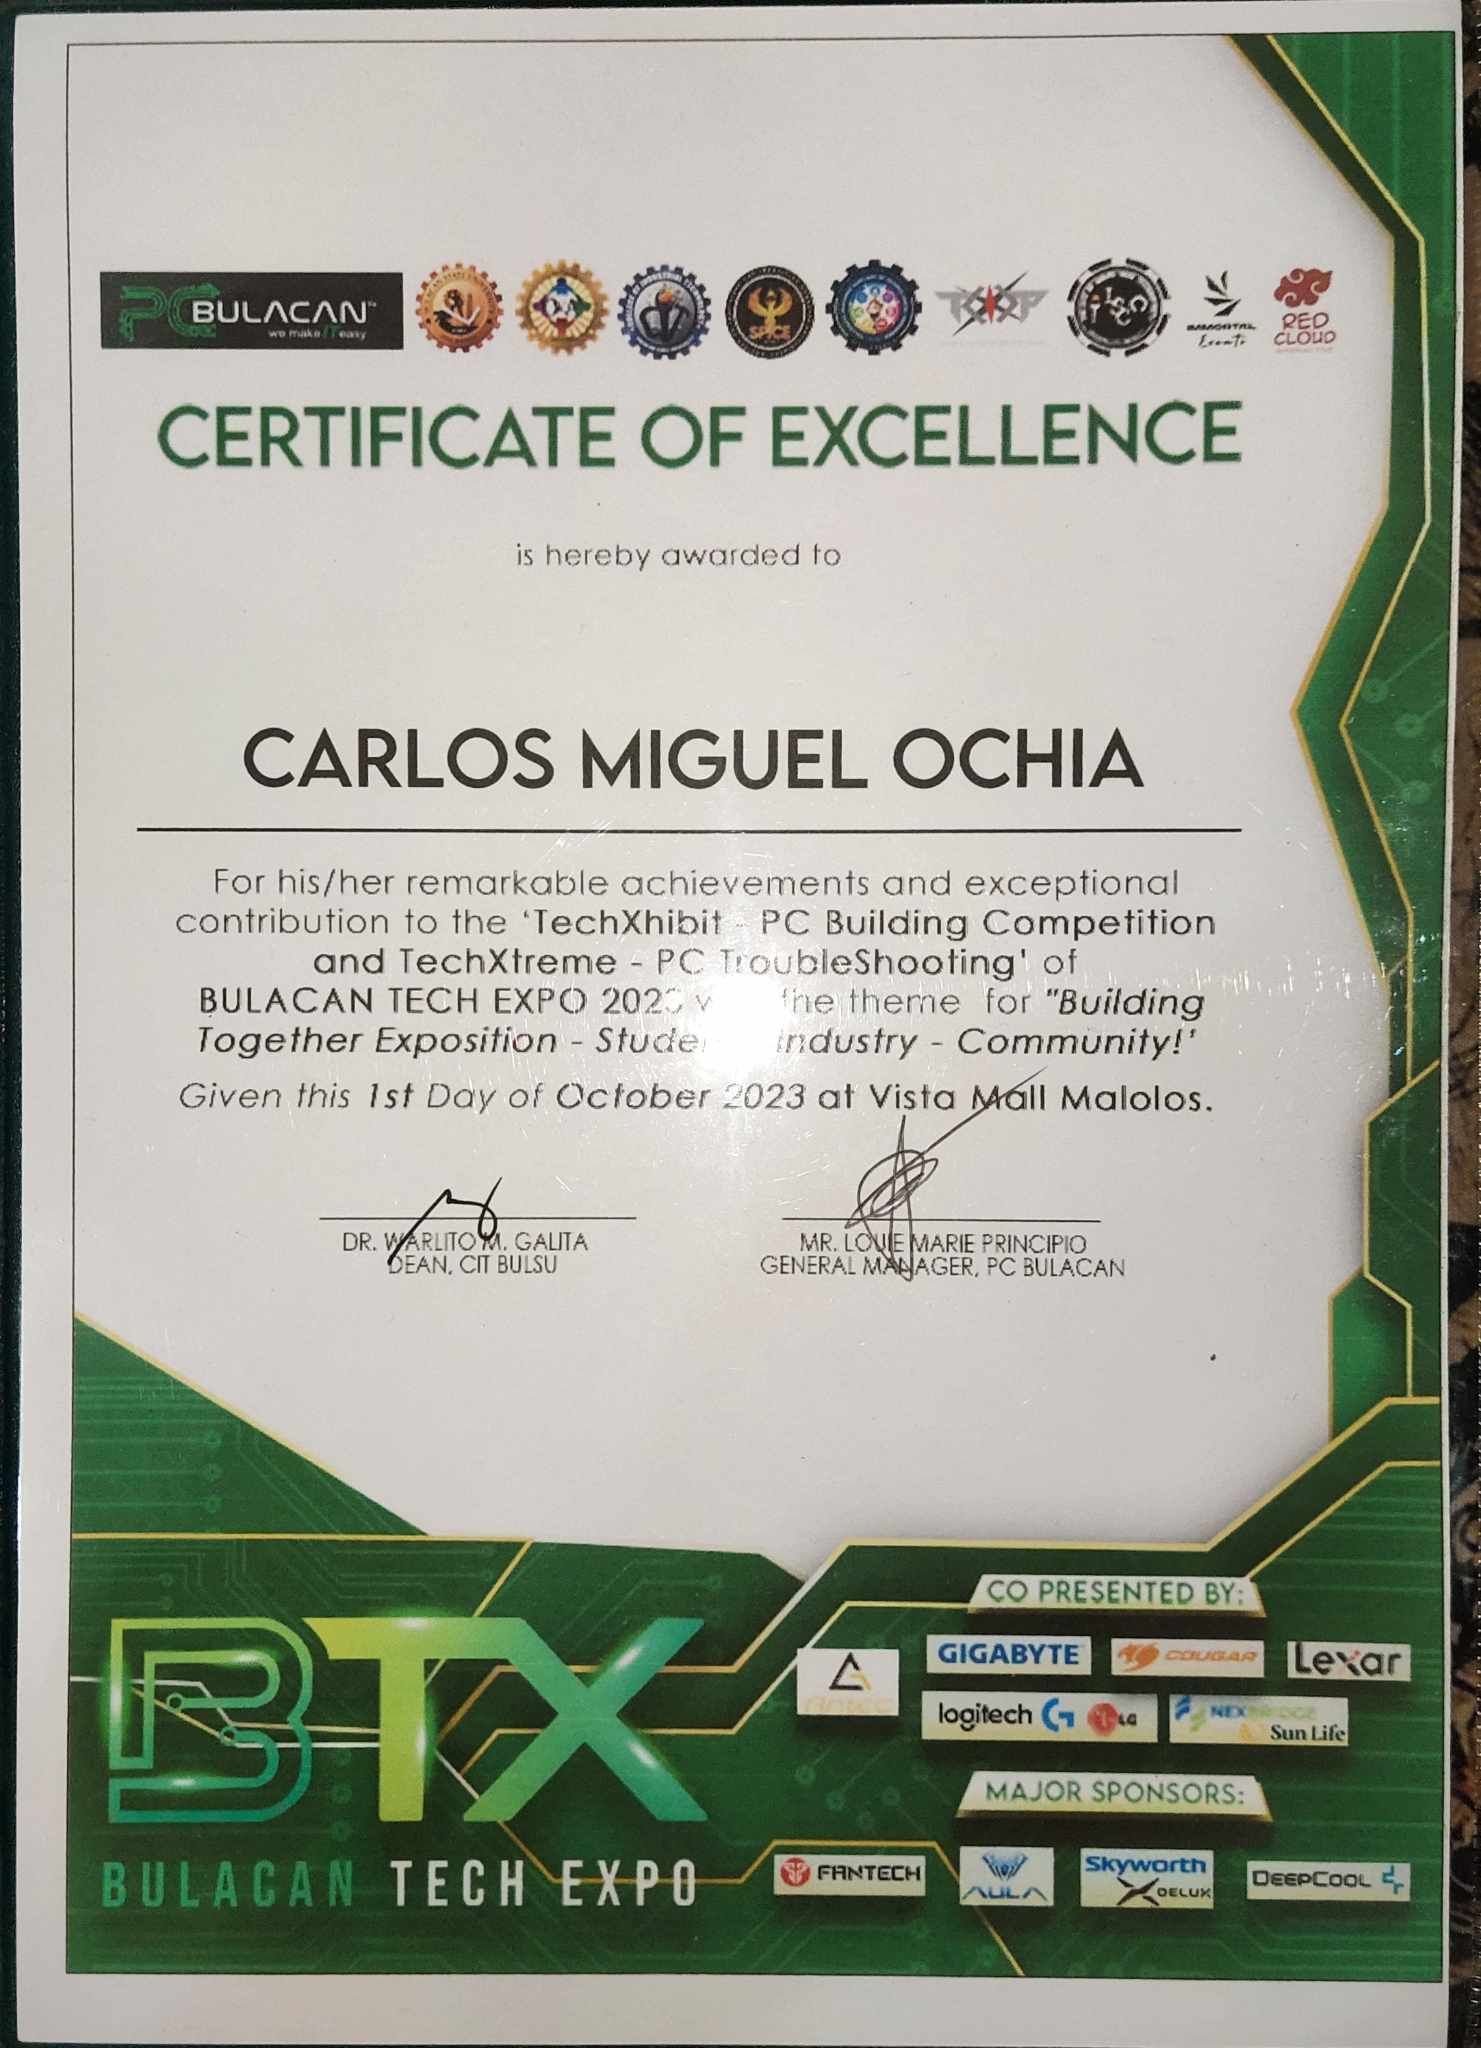 PC BULACAN™
we make IT easy
SPICE
IMMORTAL
Events
RED
CLOUD
CERTIFICATE OF EXCELLENCE
is hereby awarded to
CARLOS MIGUEL OCHIA
For his/her remarkable achievements and exceptional
contribution to the 'TechXhibit - PC Building Competition
and TechXtreme - PC TroubleShooting' of
BULACAN TECH EXPO 2023 the theme for "Building
Together Exposition - Industry - Community!'
Given this 1st Day of October 2023 at Vista Mall Malolos.
DR. WARLITO M. GALITA
DEAN, CIT BULSU
MR. LOUIE MARIE PRINCIPIO
GENERAL MANAGER, PC BULACAN
CO PRESENTED BY:
Antec
GIGABYTE
COUGAR
Lexar
logitech G
LG
NEXBRIDGE
Sun Life
MAJOR SPONSORS:
FANTECH
AULA
Skyworth
DELUX
DEEPCOOL
BTX
BULACAN TECH EXPO